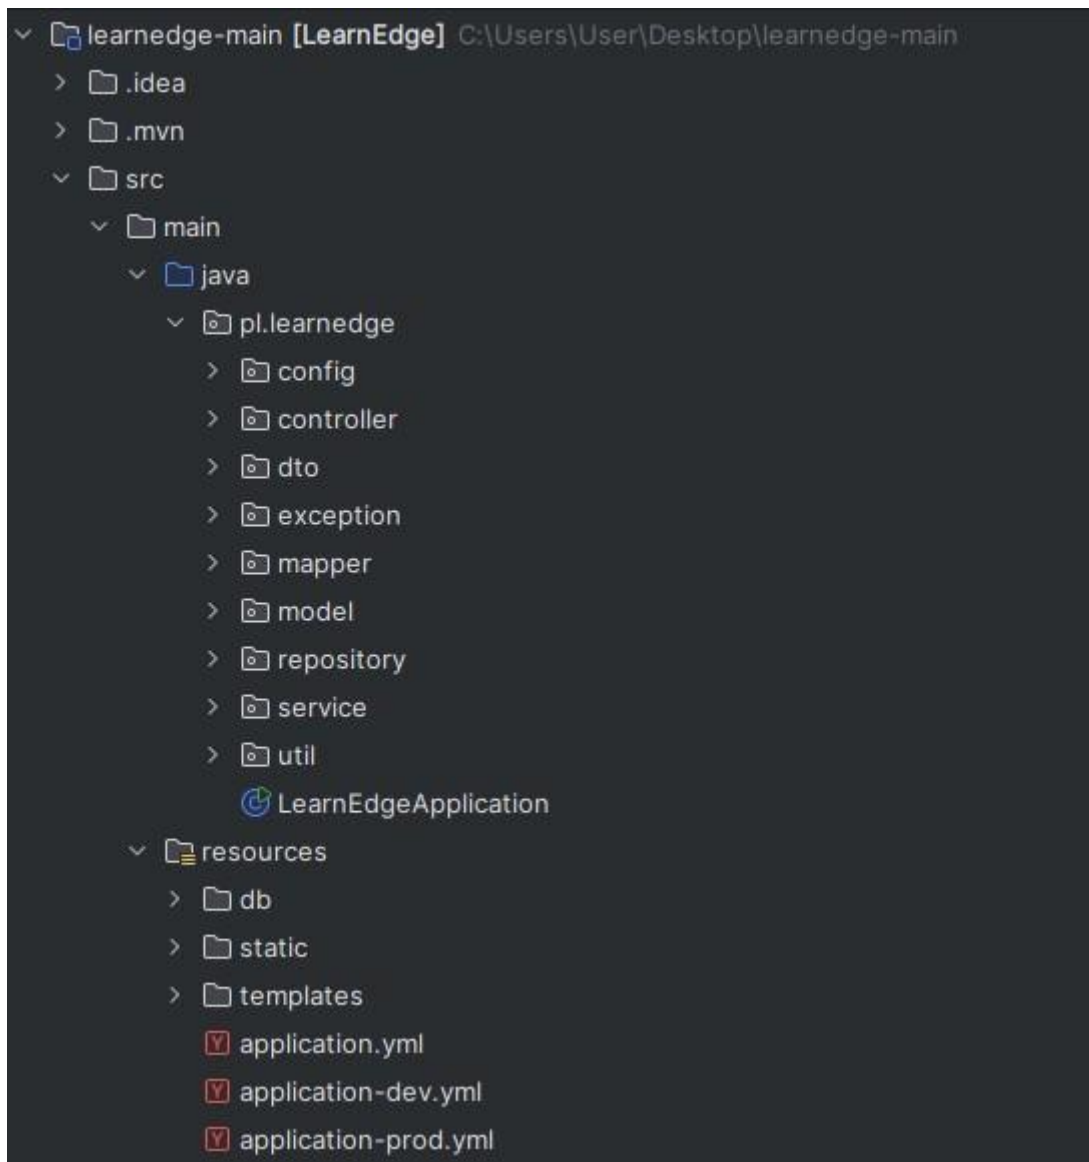 learnedge-main [LearnEdge] C:\Users\User\Desktop\learnedge-main
.idea
.mvn
src
main
java
pl.learnedge
config
controller
dto
exception
mapper
model
repository
service
util
LearnEdgeApplication
resources
db
static
templates
application.yml
application-dev.yml
application-prod.yml